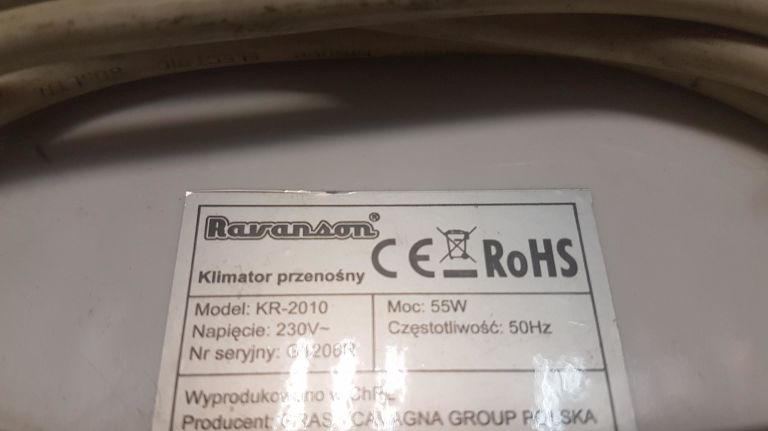 Ravanson®
CE RoHS
Klimator przenośny
Model: KR-2010
Napięcie: 230V~
Nr seryjny:
Moc: 55W
Częstotliwość: 50Hz
Wyprodukowano w
Producent: GROUP POLSKA